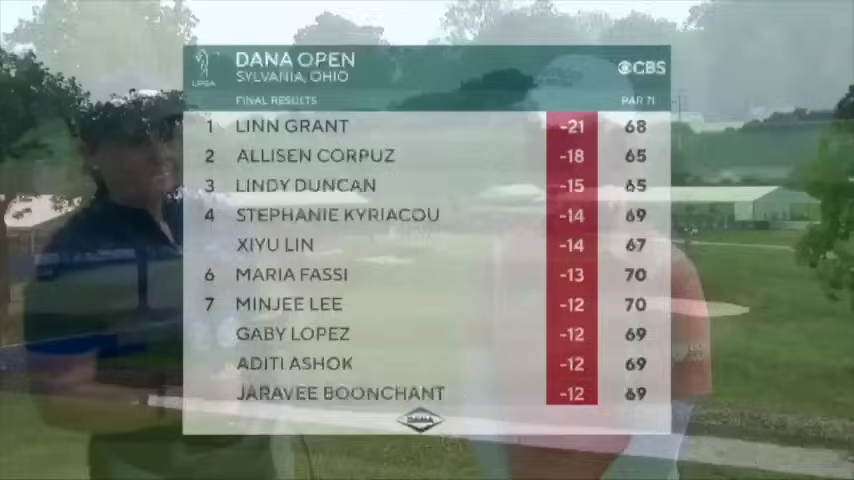 DANA OPEN
SYLVANIA, OHIO
LPGA
CBS
FINAL RESULTS PAR 71
1 LINN GRANT -21 68
2 ALLISEN CORPUZ -18 65
3 LINDY DUNCAN -15 65
4 STEPHANIE KYRIACOU -14 69
XIYU LIN -14 67
6 MARIA FASSI -13 70
7 MINJEE LEE -12 70
GABY LOPEZ -12 69
ADITI ASHOK -12 69
JARAVEE BOONCHANT -12 69
DANA